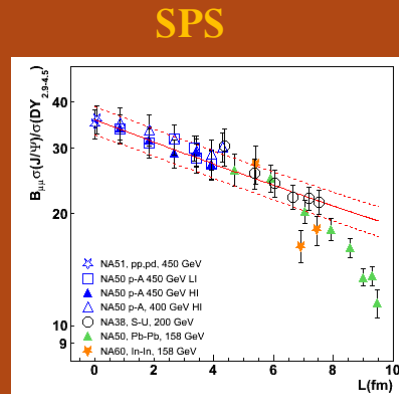 SPS
B_μμσ(J/Ψ)/σ(DY_2.9-4.5)
40
30
20
10
9
NA51, pp,pd, 450 GeV
NA50 p-A 450 GeV LI
NA50 p-A 450 GeV HI
NA50 p-A, 400 GeV HI
NA38, S-U, 200 GeV
NA50, Pb-Pb, 158 GeV
NA60, In-In, 158 GeV
0 2 4 6 8 10
L(fm)